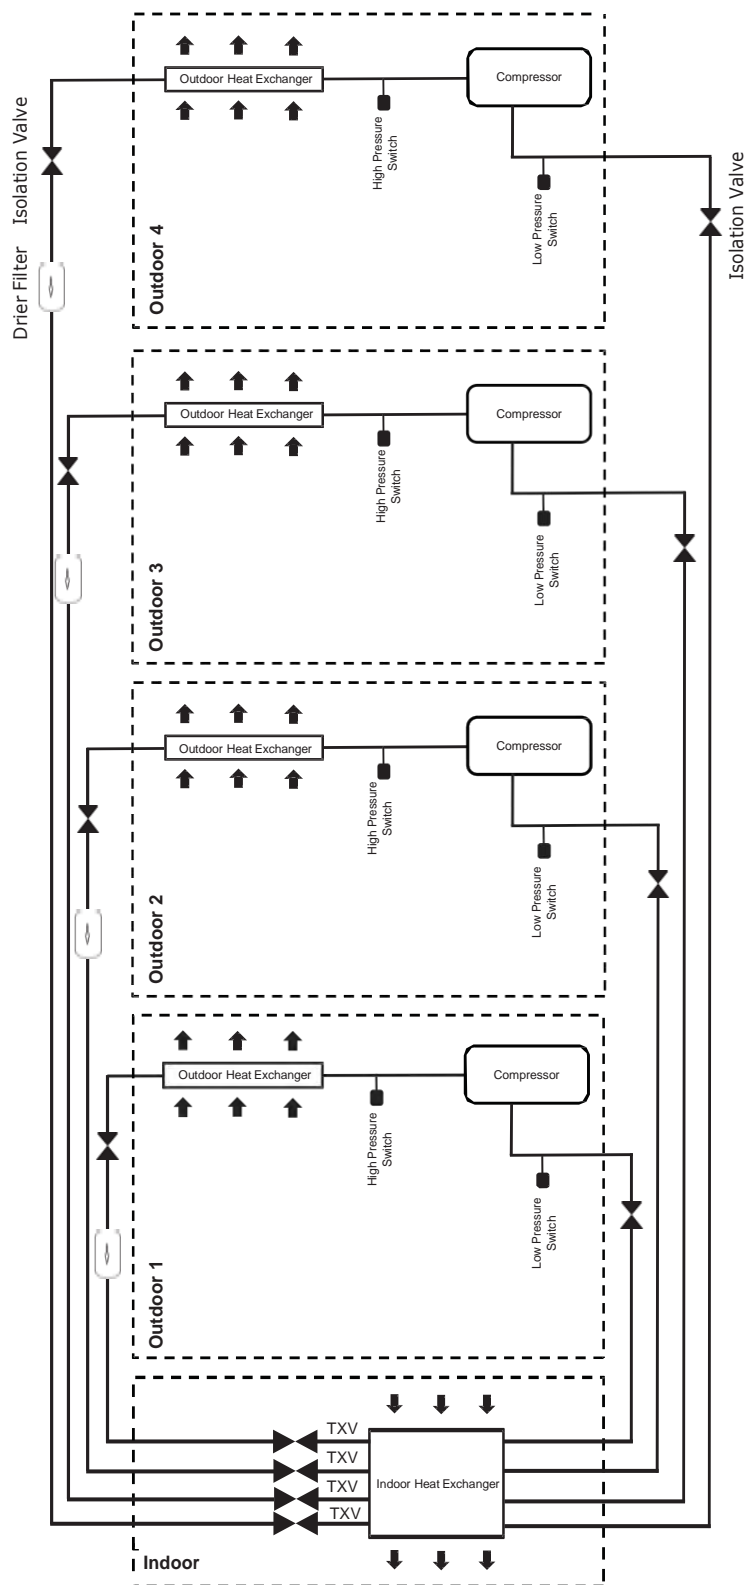 Outdoor Heat Exchanger
Compressor
High Pressure
Switch
Low Pressure
Switch
Isolation Valve
Drier Filter
Isolation Valve
Outdoor 4
Outdoor Heat Exchanger
Compressor
High Pressure
Switch
Low Pressure
Switch
Outdoor 3
Outdoor Heat Exchanger
Compressor
High Pressure
Switch
Low Pressure
Switch
Outdoor 2
Outdoor Heat Exchanger
Compressor
High Pressure
Switch
Low Pressure
Switch
Outdoor 1
TXV
TXV
TXV
TXV
Indoor Heat Exchanger
Indoor